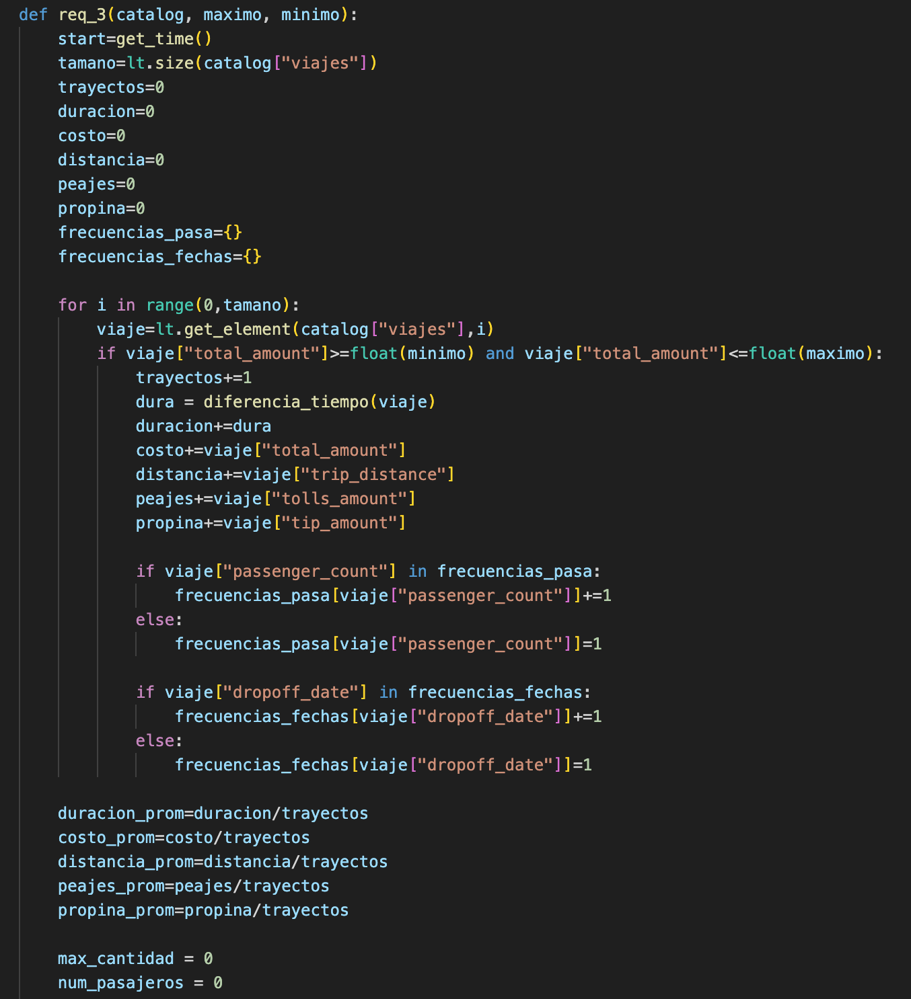 def req_3(catalog, maximo, minimo):
    start=get_time()
    tamano=lt.size(catalog["viajes"])
    trayectos=0
    duracion=0
    costo=0
    distancia=0
    peajes=0
    propina=0
    frecuencias_pasa={}
    frecuencias_fechas={}

    for i in range(0,tamano):
        viaje=lt.get_element(catalog["viajes"],i)
        if viaje["total_amount"]>=float(minimo) and viaje["total_amount"]<=float(maximo):
            trayectos+=1
            dura = diferencia_tiempo(viaje)
            duracion+=dura
            costo+=viaje["total_amount"]
            distancia+=viaje["trip_distance"]
            peajes+=viaje["tolls_amount"]
            propina+=viaje["tip_amount"]

            if viaje["passenger_count"] in frecuencias_pasa:
                frecuencias_pasa[viaje["passenger_count"]]+=1
            else:
                frecuencias_pasa[viaje["passenger_count"]]=1

            if viaje["dropoff_date"] in frecuencias_fechas:
                frecuencias_fechas[viaje["dropoff_date"]]+=1
            else:
                frecuencias_fechas[viaje["dropoff_date"]]=1

    duracion_prom=duracion/trayectos
    costo_prom=costo/trayectos
    distancia_prom=distancia/trayectos
    peajes_prom=peajes/trayectos
    propina_prom=propina/trayectos

    max_cantidad = 0
    num_pasajeros = 0